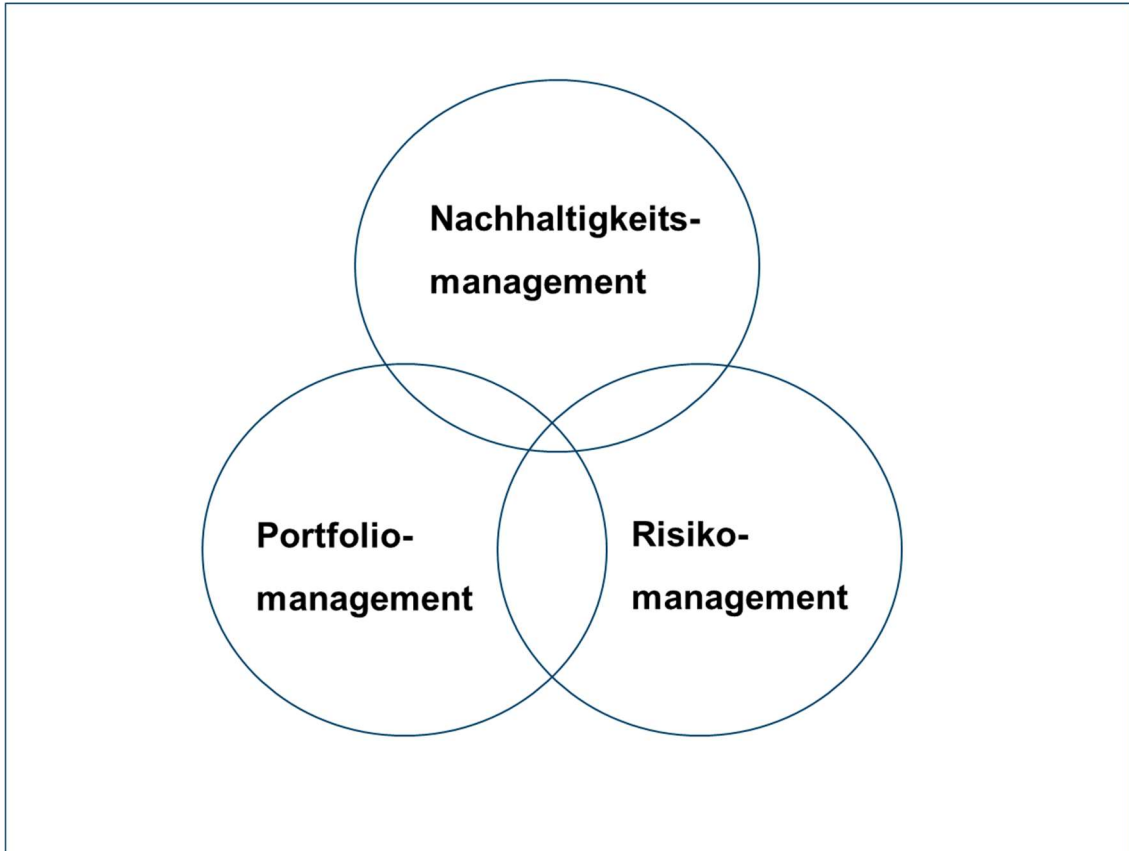 Nachhaltigkeits-
management
Portfolio-
management
Risiko-
management